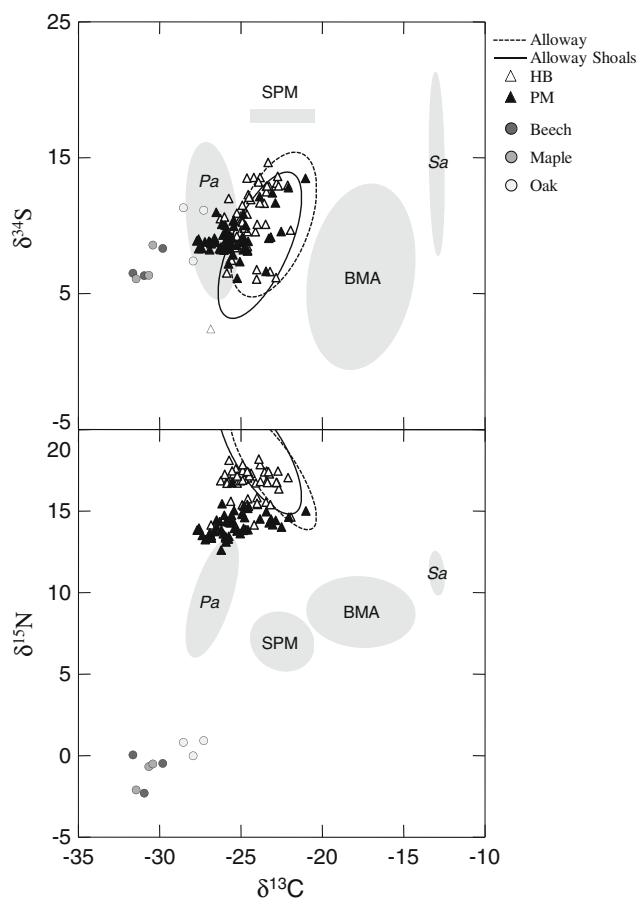 25
15
5
-5
δ³⁴S
SPM
Pa
BMA
Sa
Alloway
Alloway Shoals
HB
PM
Beech
Maple
Oak
20
15
10
5
0
-5
δ¹⁵N
Pa
SPM
BMA
Sa
-35 -30 -25 -20 -15 -10
δ¹³C